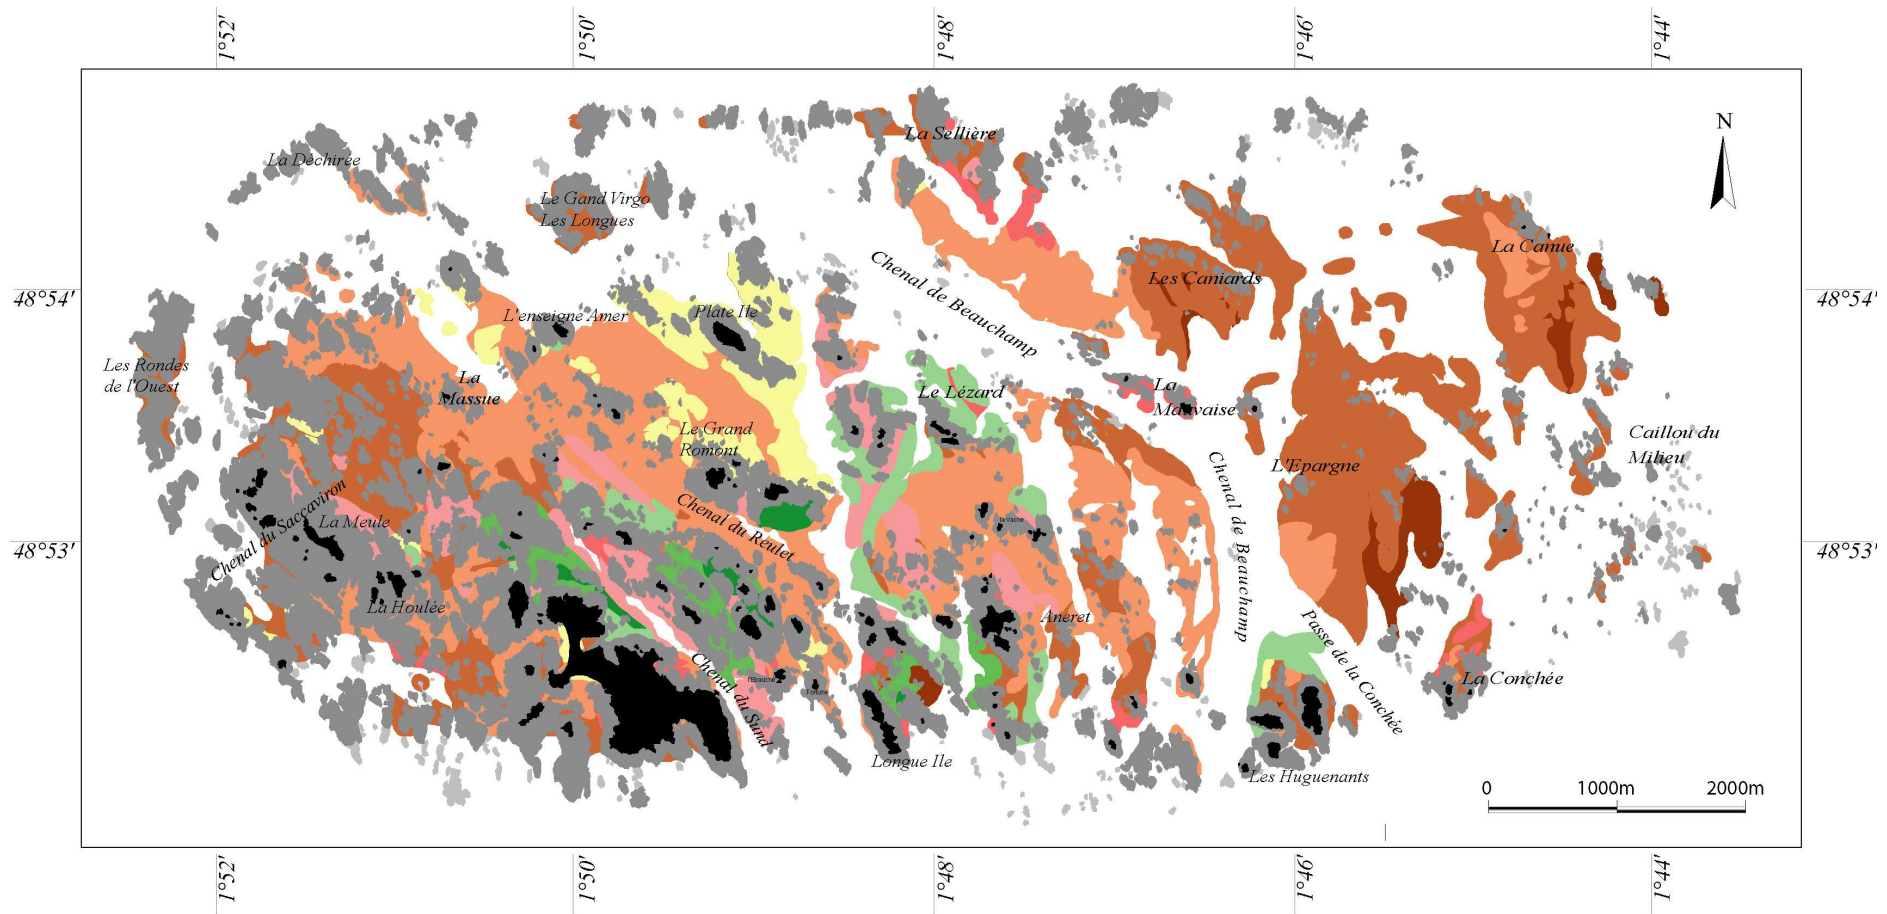 1°52'
1°50'
1°48'
1°46'
1°44'
N
La Sellière
La Déchirée
Le Gand Virgo
Les Longues
La Canue
Chenal de Beauchamp
Les Caniards
48°54'
48°54'
L'enseigne Amer
Plate Ile
Les Rondes
de l'Ouest
La
Massue
Le Lézard
La
Mauvaise
Le Grand
Romont
Caillou du
Milieu
L'Epargne
Chenal de Beauchamp
Chenal du Saccaviron
La Meule
Chenal du Reulet
la Vache
48°53'
48°53'
La Houlée
Aneret
Passe de la Conchée
Chenal du Sund
l'Ebauche
Fortune
La Conchée
Longue Ile
Les Huguenants
0
1000m
2000m
1°52'
1°50'
1°48'
1°46'
1°44'